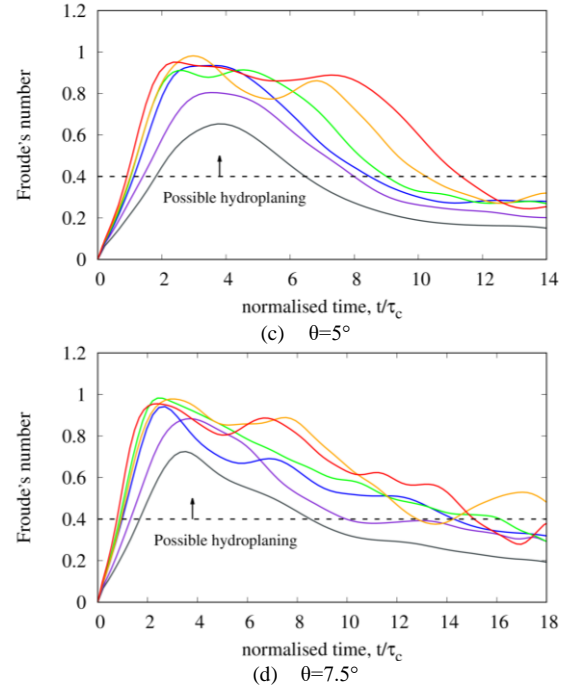 1.2
1
0.8
0.6
0.4
0.2
0
Froude's number
Possible hydroplaning
0 2 4 6 8 10 12 14
normalised time, t/τc
(c) θ=5°
1.2
1
0.8
0.6
0.4
0.2
0
Froude's number
Possible hydroplaning
0 2 4 6 8 10 12 14 16 18
normalised time, t/τc
(d) θ=7.5°